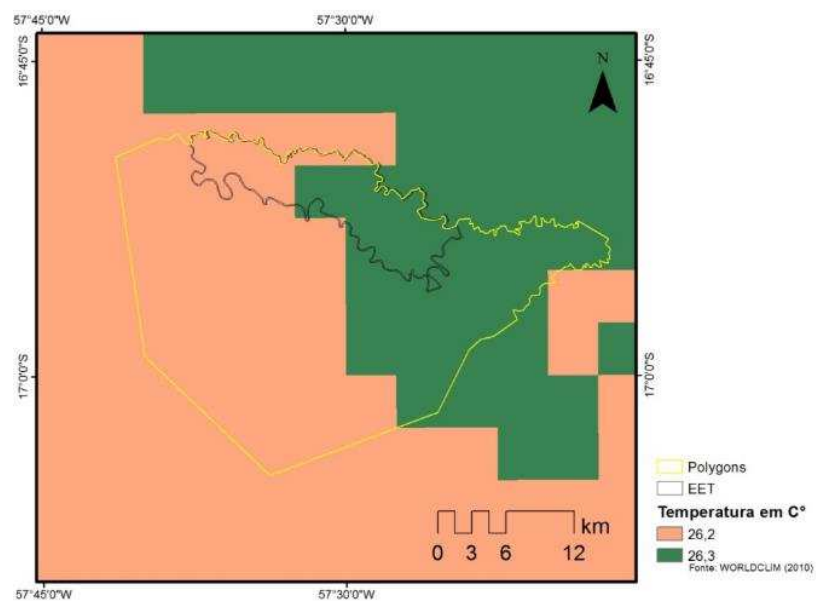 57°45'0"W
57°30'0"W
16°45'0"S
16°45'0"S
N
17°0'0"S
17°0'0"S
Polygons
EET
Temperatura em C°
26,2
26,3
Fonte: WORLDCLIM (2010)
km
0 3 6 12
57°45'0"W
57°30'0"W